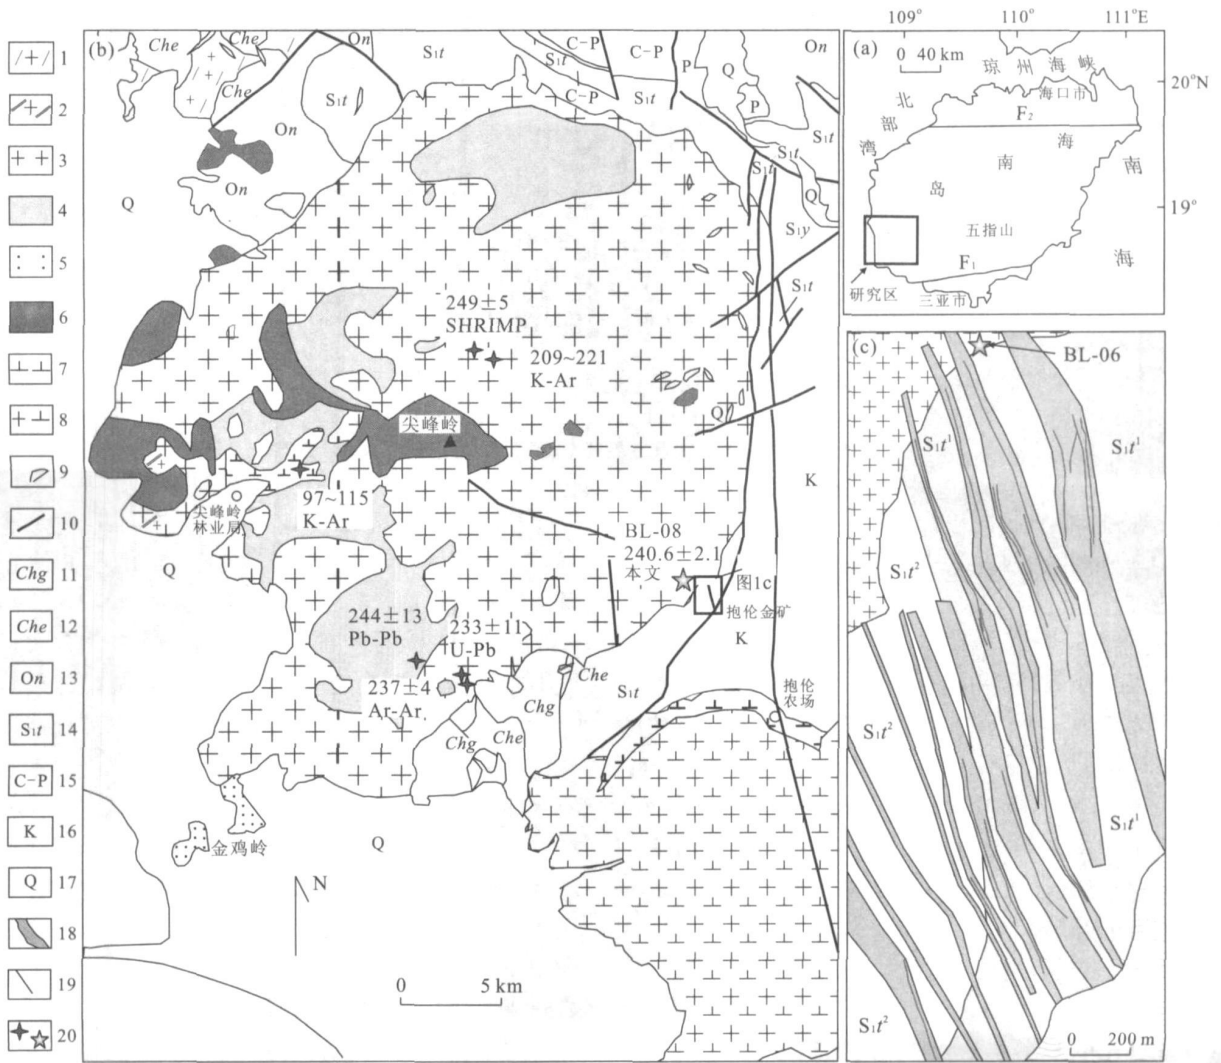 1
2
3
4
5
6
7
8
9
10
Chg 11
Che 12
On 13
S₁t 14
C-P 15
K 16
Q 17
18
19
20
(b)
Che
Che
On
S₁t
C-P
C-P
On
S₁t
P
Q
Che
C-P
S₁t
P
S₁t
On
S₁t
S₁t
On
Q
Q
S₁y
S₁t
249±5
SHRIMP
209~221
K-Ar
Q
尖峰岭
K
97~115
K-Ar
尖峰岭
林业局
BL-08
240.6±2.1
本文
图1c
抱伦金矿
Q
K
244±13
Pb-Pb
233±11
U-Pb
237±4
Ar-Ar
Che
S₁t
抱伦
农场
Chg
Chg
Che
金鸡岭
Q
N
0 5 km
109° 110° 111°E
(a)
0 40 km
琼州海峡
20°N
海口市
北部湾
F₂
海南岛
南海
19°
五指山
F₁
研究区
三亚市
(c)
BL-06
S₁t¹
S₁t¹
S₁t²
S₁t²
S₁t¹
S₁t²
0 200 m